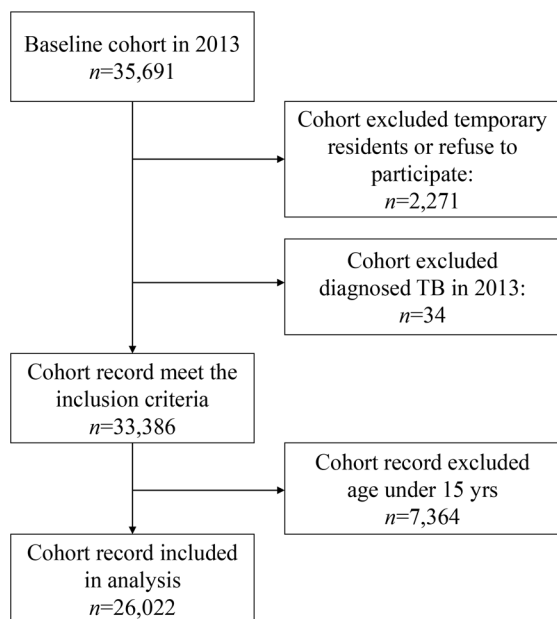 Baseline cohort in 2013
n=35,691
Cohort excluded temporary
residents or refuse to
participate:
n=2,271
Cohort excluded
diagnosed TB in 2013:
n=34
Cohort record meet the
inclusion criteria
n=33,386
Cohort record excluded
age under 15 yrs
n=7,364
Cohort record included
in analysis
n=26,022